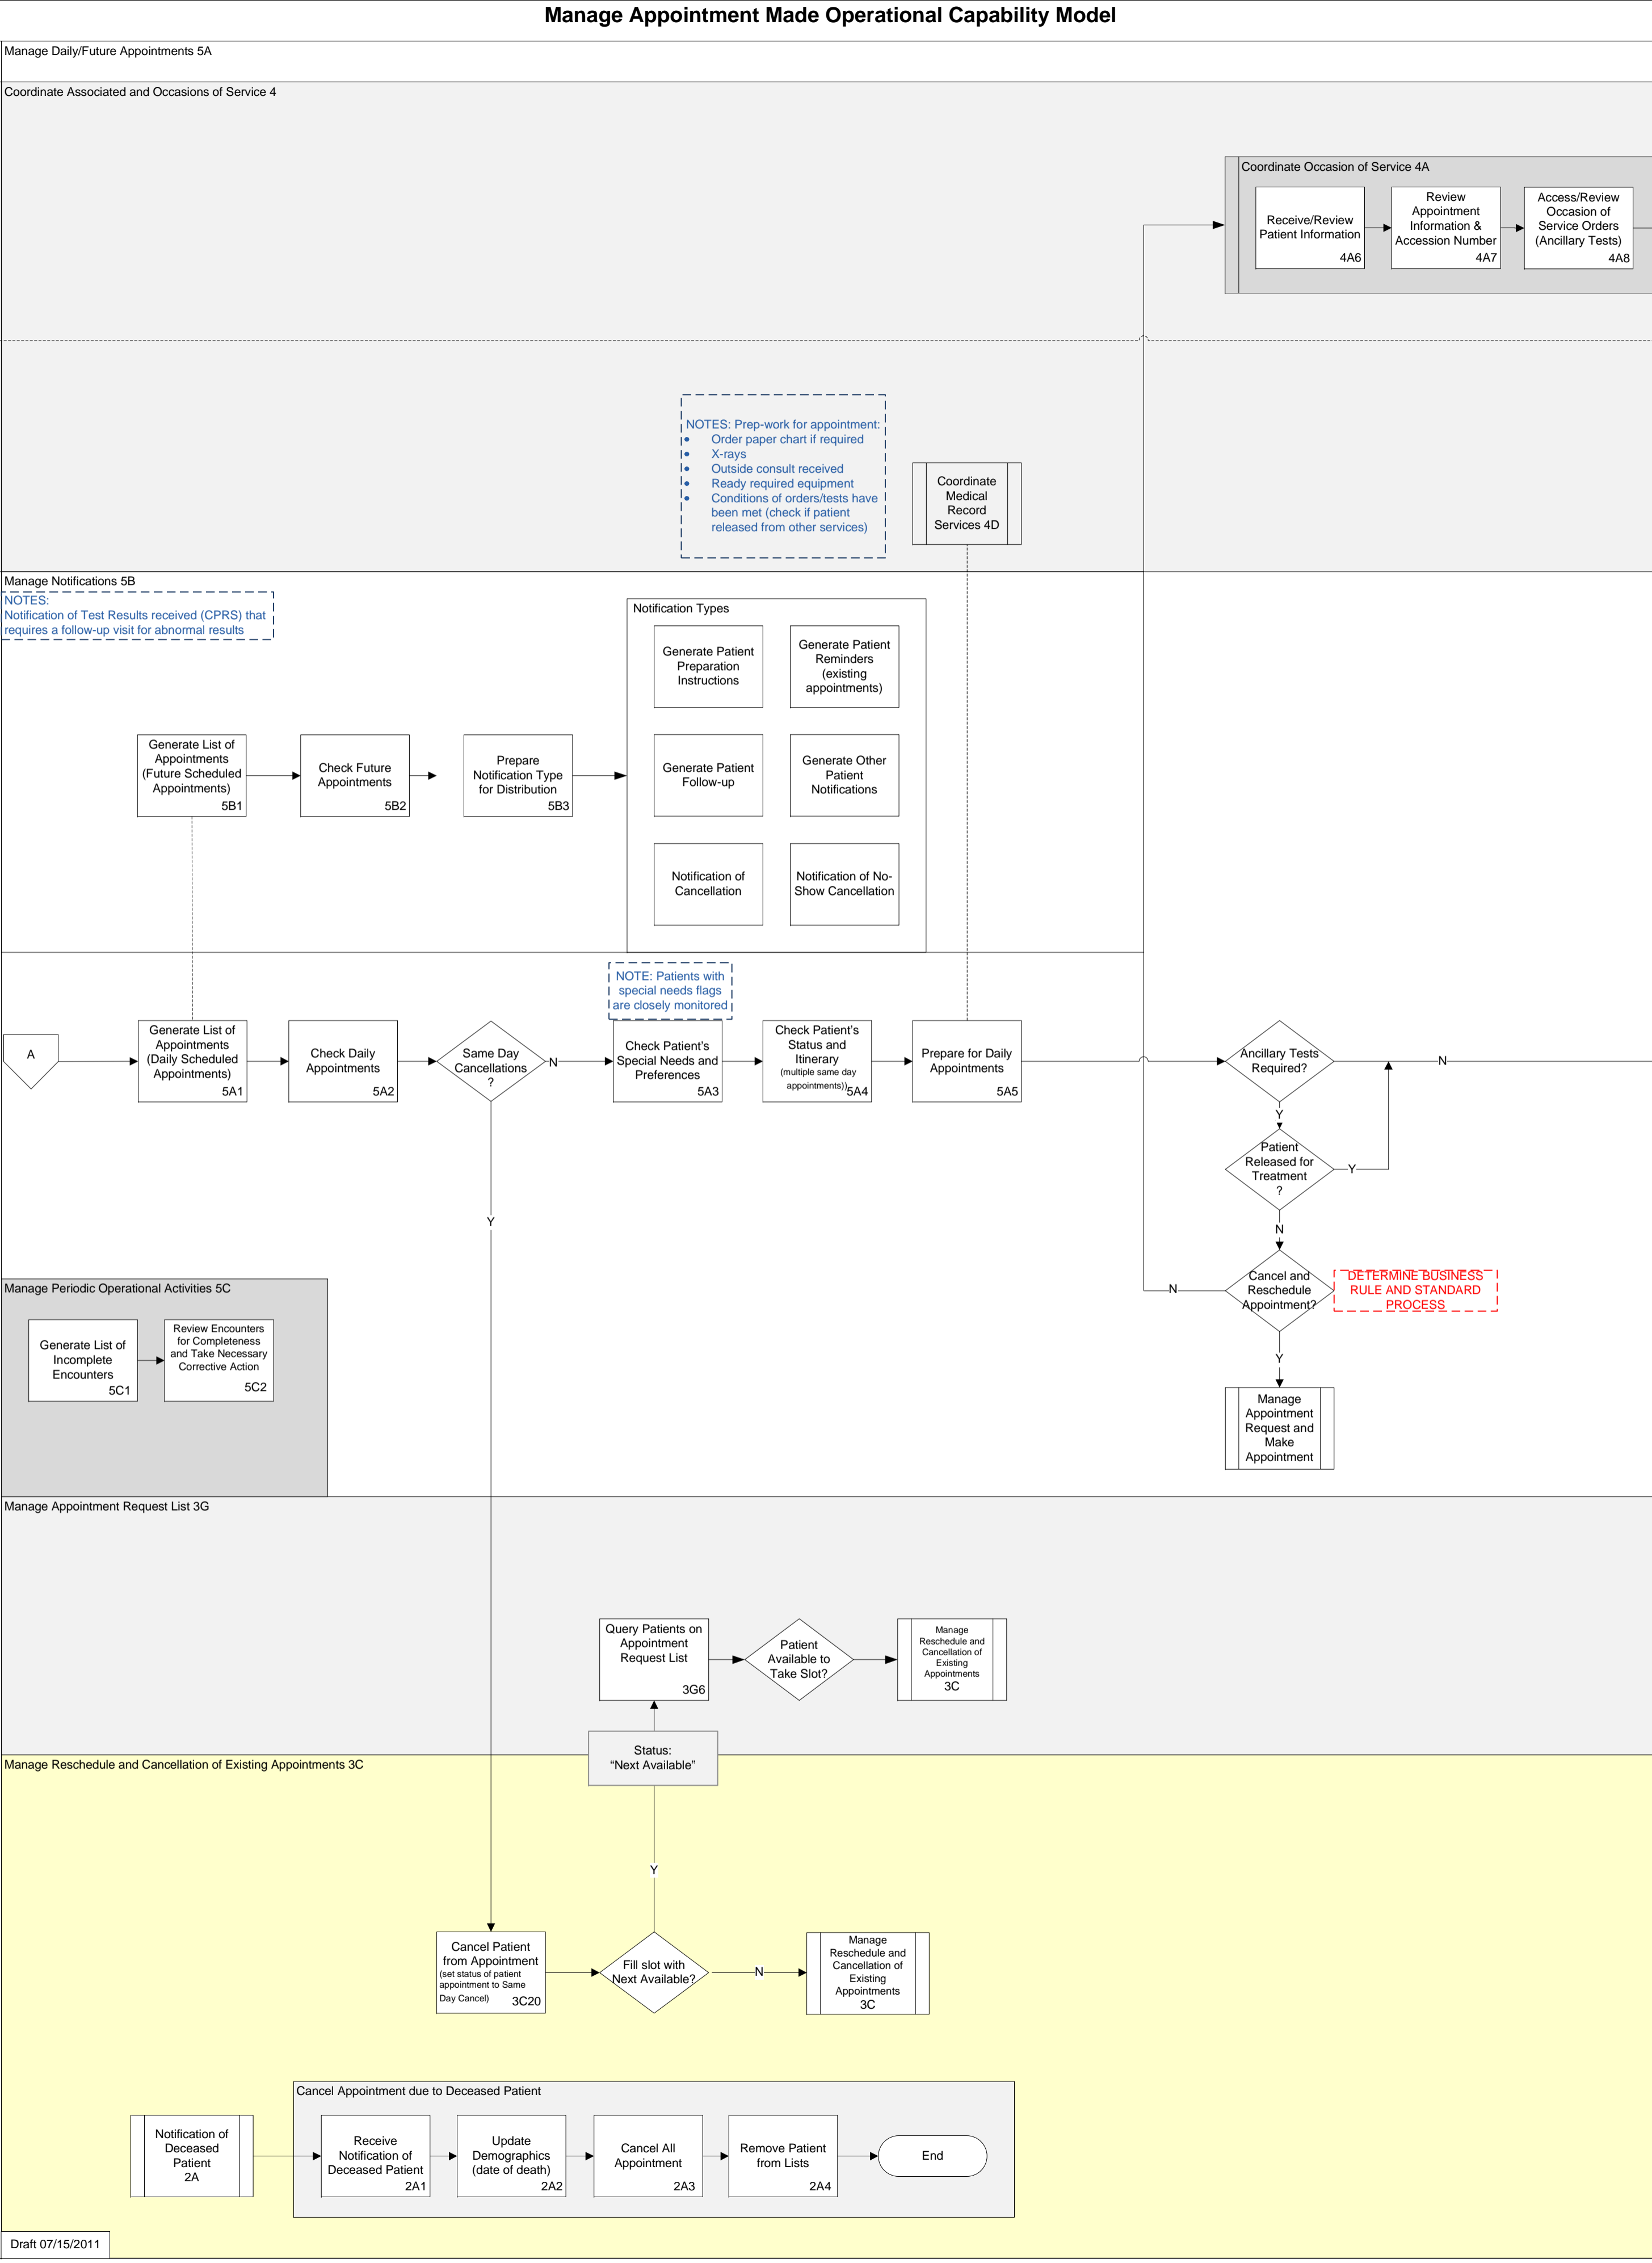 Manage Appointment Made Operational Capability Model
Manage Daily/Future Appointments 5A
Coordinate Associated and Occasions of Service 4
Coordinate Occasion of Service 4A
Receive/Review
Patient Information
4A6
Review
Appointment
Information &
Accession Number
4A7
Access/Review
Occasion of
Service Orders
(Ancillary Tests)
4A8
NOTES: Prep-work for appointment:
• Order paper chart if required
• X-rays
• Outside consult received
• Ready required equipment
• Conditions of orders/tests have
been met (check if patient
released from other services)
Coordinate
Medical
Record
Services 4D
Manage Notifications 5B
NOTES:
Notification of Test Results received (CPRS) that
requires a follow-up visit for abnormal results
Notification Types
Generate Patient
Preparation
Instructions
Generate Patient
Reminders
(existing
appointments)
Generate List of
Appointments
(Future Scheduled
Appointments)
5B1
Check Future
Appointments
5B2
Prepare
Notification Type
for Distribution
5B3
Generate Patient
Follow-up
Generate Other
Patient
Notifications
Notification of
Cancellation
Notification of No-
Show Cancellation
NOTE: Patients with
special needs flags
are closely monitored
A
Generate List of
Appointments
(Daily Scheduled
Appointments)
5A1
Check Daily
Appointments
5A2
Same Day
Cancellations
?
N
Check Patient's
Special Needs and
Preferences
5A3
Check Patient's
Status and
Itinerary
(multiple same day
appointments))
5A4
Prepare for Daily
Appointments
5A5
Ancillary Tests
Required?
N
Y
Patient
Released for
Treatment
?
Y
Y
N
Manage Periodic Operational Activities 5C
Cancel and
Reschedule
Appointment?
N
DETERMINE BUSINESS
RULE AND STANDARD
PROCESS
Generate List of
Incomplete
Encounters
5C1
Review Encounters
for Completeness
and Take Necessary
Corrective Action
5C2
Y
Manage
Appointment
Request and
Make
Appointment
Manage Appointment Request List 3G
Query Patients on
Appointment
Request List
3G6
Patient
Available to
Take Slot?
Manage
Reschedule and
Cancellation of
Existing
Appointments
3C
Status:
“Next Available”
Manage Reschedule and Cancellation of Existing Appointments 3C
Y
Cancel Patient
from Appointment
(set status of patient
appointment to Same
Day Cancel)
3C20
Fill slot with
Next Available?
N
Manage
Reschedule and
Cancellation of
Existing
Appointments
3C
Cancel Appointment due to Deceased Patient
Notification of
Deceased
Patient
2A
Receive
Notification of
Deceased Patient
2A1
Update
Demographics
(date of death)
2A2
Cancel All
Appointment
2A3
Remove Patient
from Lists
2A4
End
Draft 07/15/2011